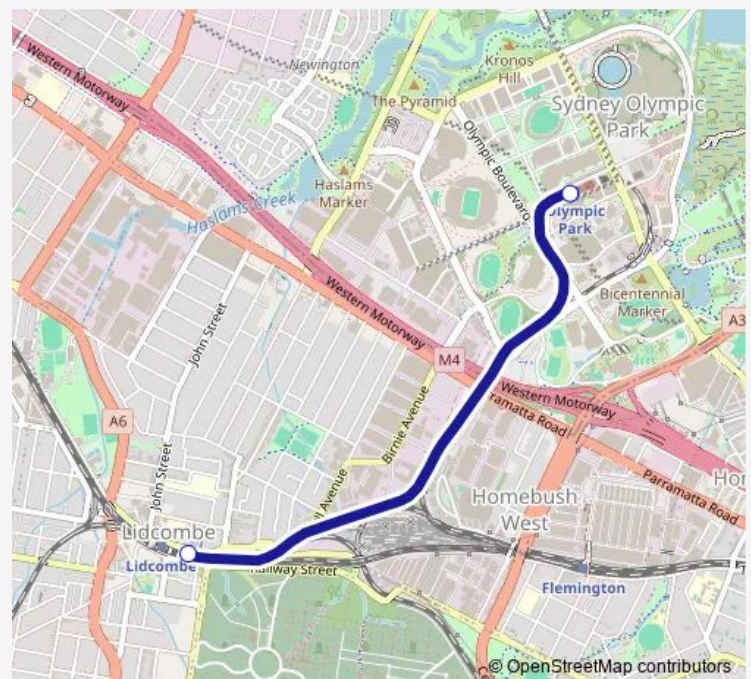 Western Motorway
Newington
Kronos
Hill
The Pyramid
Sydney Olympic
Park
Olympic Boulevard
Haslams
Marker
Haslams Creek
Olympic
Park
Bicentennial
Marker
A3
Western Motorway
John Street
M4
Western Motorway
Parramatta Road
Birnie Avenue
A6
John Street
Parramatta Road
Homebush
West
Lidcombe
Lidcombe
Railway Street
Flemington
© OpenStreetMap contributors